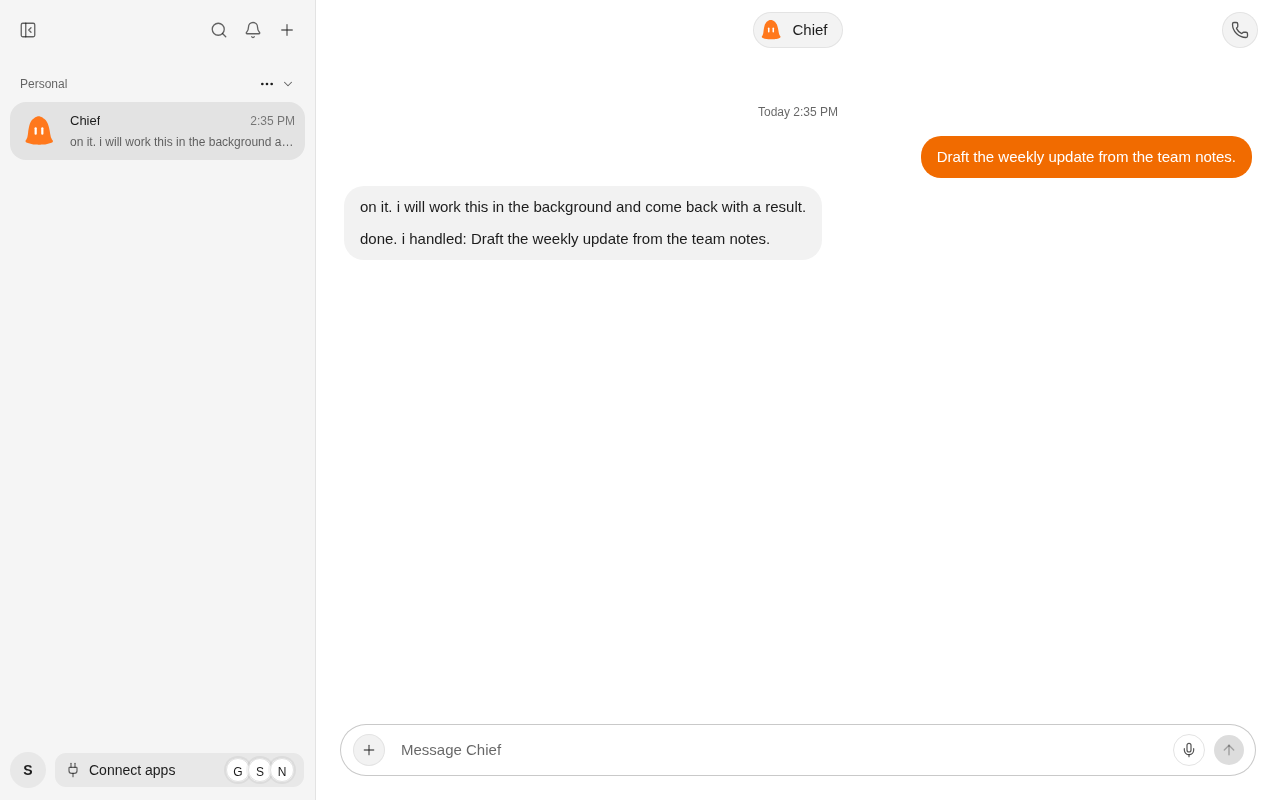 Personal
Chief
2:35 PM
on it. i will work this in the background a…
S
Connect apps
G
S
N
Chief
Today 2:35 PM
Draft the weekly update from the team notes.
on it. i will work this in the background and come back with a result.
done. i handled: Draft the weekly update from the team notes.
Message Chief